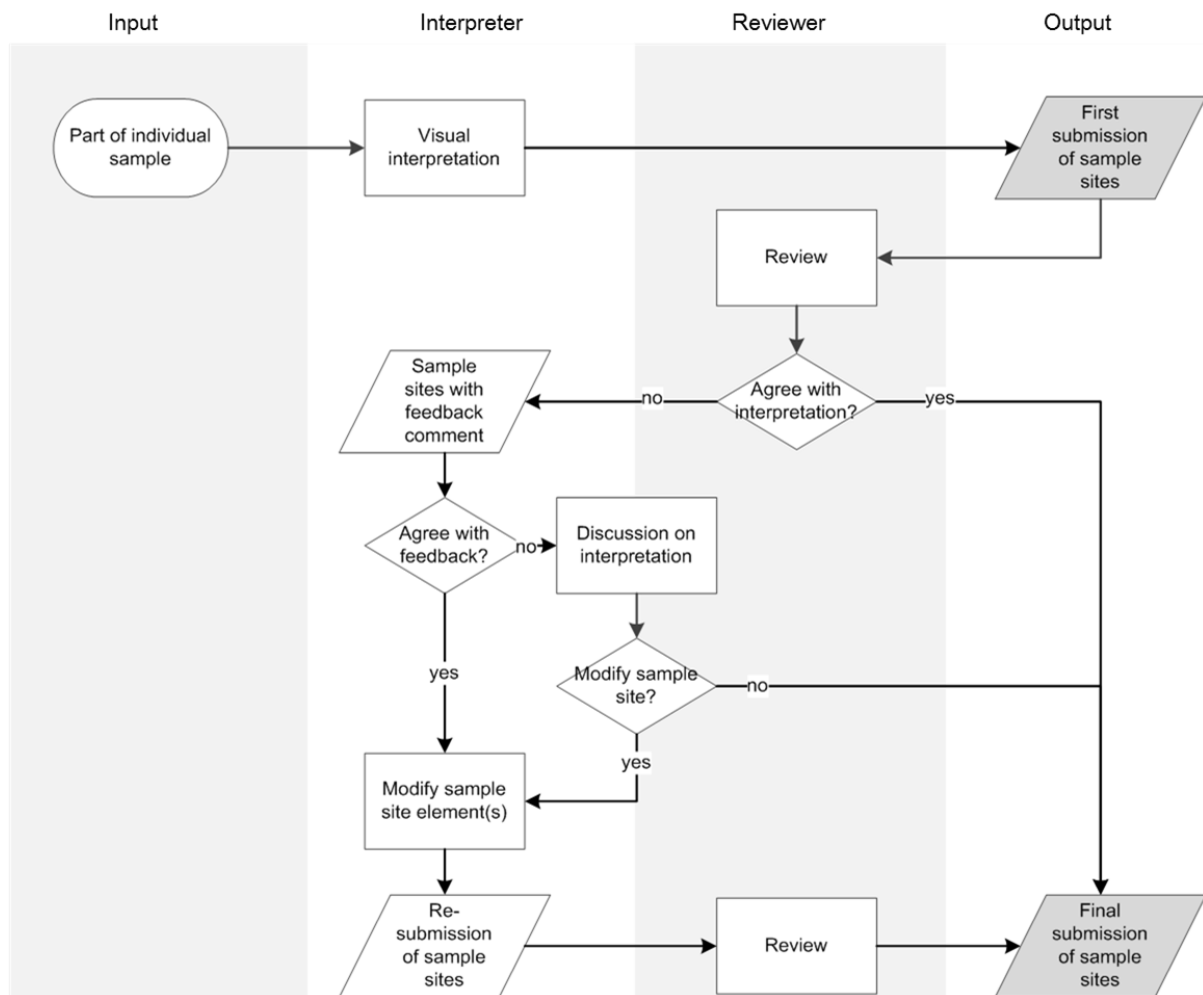 Input
Interpreter
Reviewer
Output
Part of individual
sample
Visual
interpretation
First
submission
of sample
sites
Review
Agree with
interpretation?
no
yes
Sample
sites with
feedback
comment
Agree with
feedback?
no
Discussion on
interpretation
yes
Modify sample
site?
no
yes
Modify sample
site element(s)
Re-
submission
of sample
sites
Review
Final
submission
of sample
sites